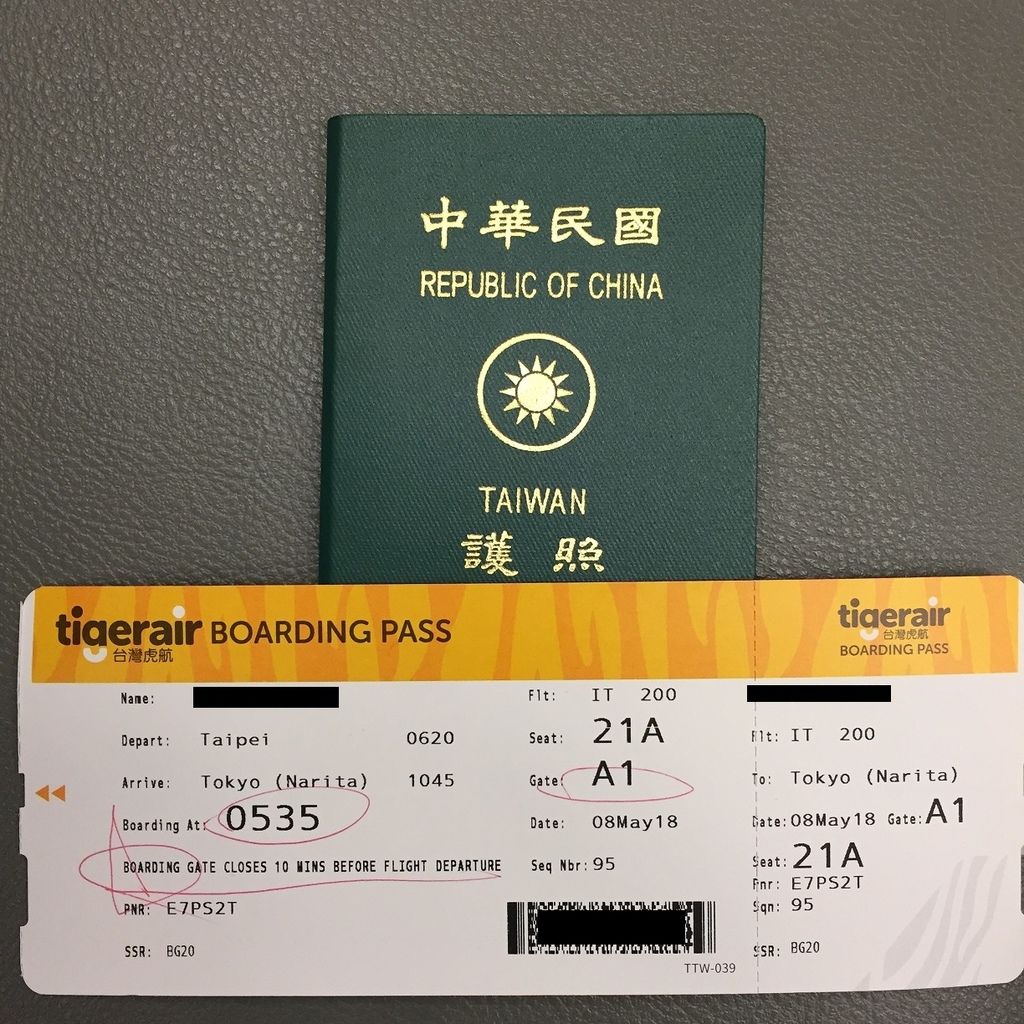 中華民國
REPUBLIC OF CHINA
TAIWAN
護照
tigerair BOARDING PASS
台灣虎航
tigerair
台灣虎航
BOARDING PASS
Name:
Depart: Taipei 0620
Arrive: Tokyo (Narita) 1045
Boarding At: 0535
BOARDING GATE CLOSES 10 MINS BEFORE FLIGHT DEPARTURE
PNR: E7PS2T
SSR: BG20
Flt: IT 200
Seat: 21A
Gate: A1
Date: 08May18
Seq Nbr: 95
TTW-039
Flt: IT 200
To: Tokyo (Narita)
Date: 08May18 Gate: A1
Seat: 21A
Pnr: E7PS2T
Sqn: 95
SSR: BG20